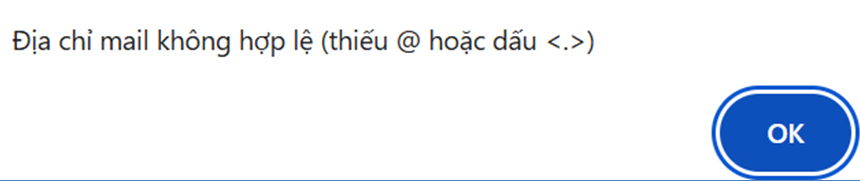 Địa chỉ mail không hợp lệ (thiếu @ hoặc dấu <.>)
OK